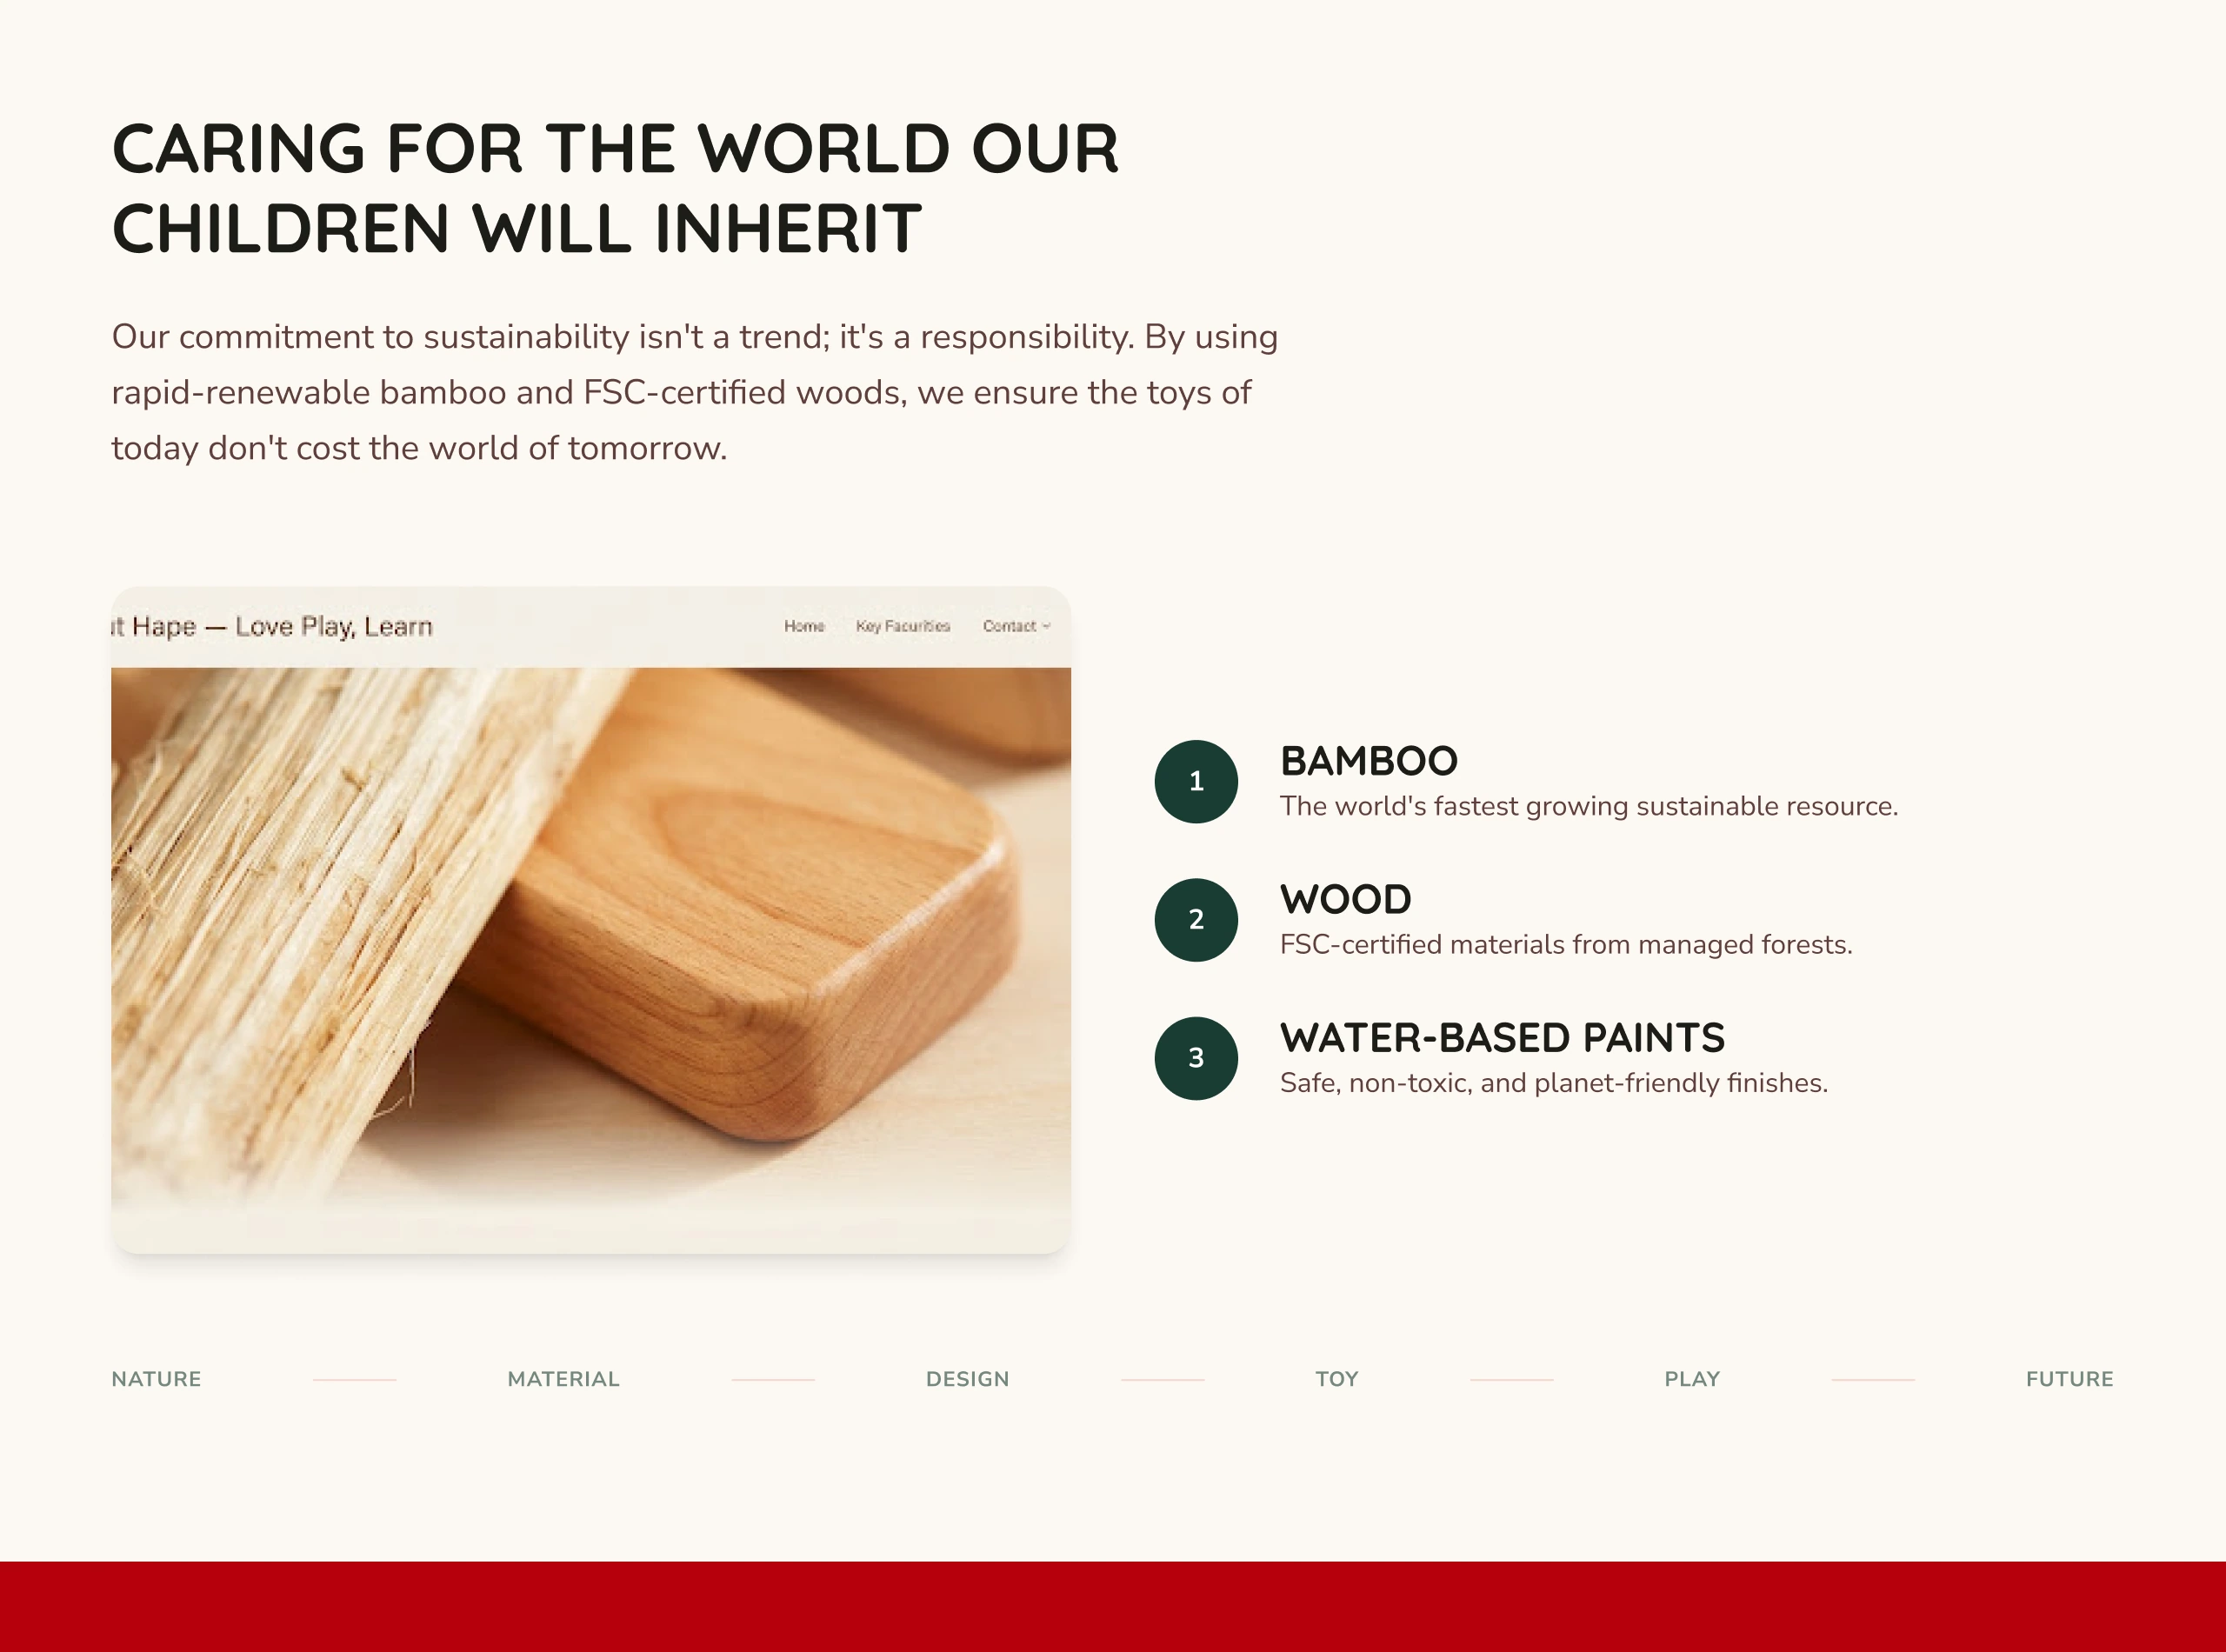 CARING FOR THE WORLD OUR
CHILDREN WILL INHERIT
Our commitment to sustainability isn't a trend; it's a responsibility. By using
rapid-renewable bamboo and FSC-certified woods, we ensure the toys of
today don't cost the world of tomorrow.
ut Hape — Love Play, Learn
Home Key Facurities Contact
1 BAMBOO
The world's fastest growing sustainable resource.
2 WOOD
FSC-certified materials from managed forests.
3 WATER-BASED PAINTS
Safe, non-toxic, and planet-friendly finishes.
NATURE MATERIAL DESIGN TOY PLAY FUTURE